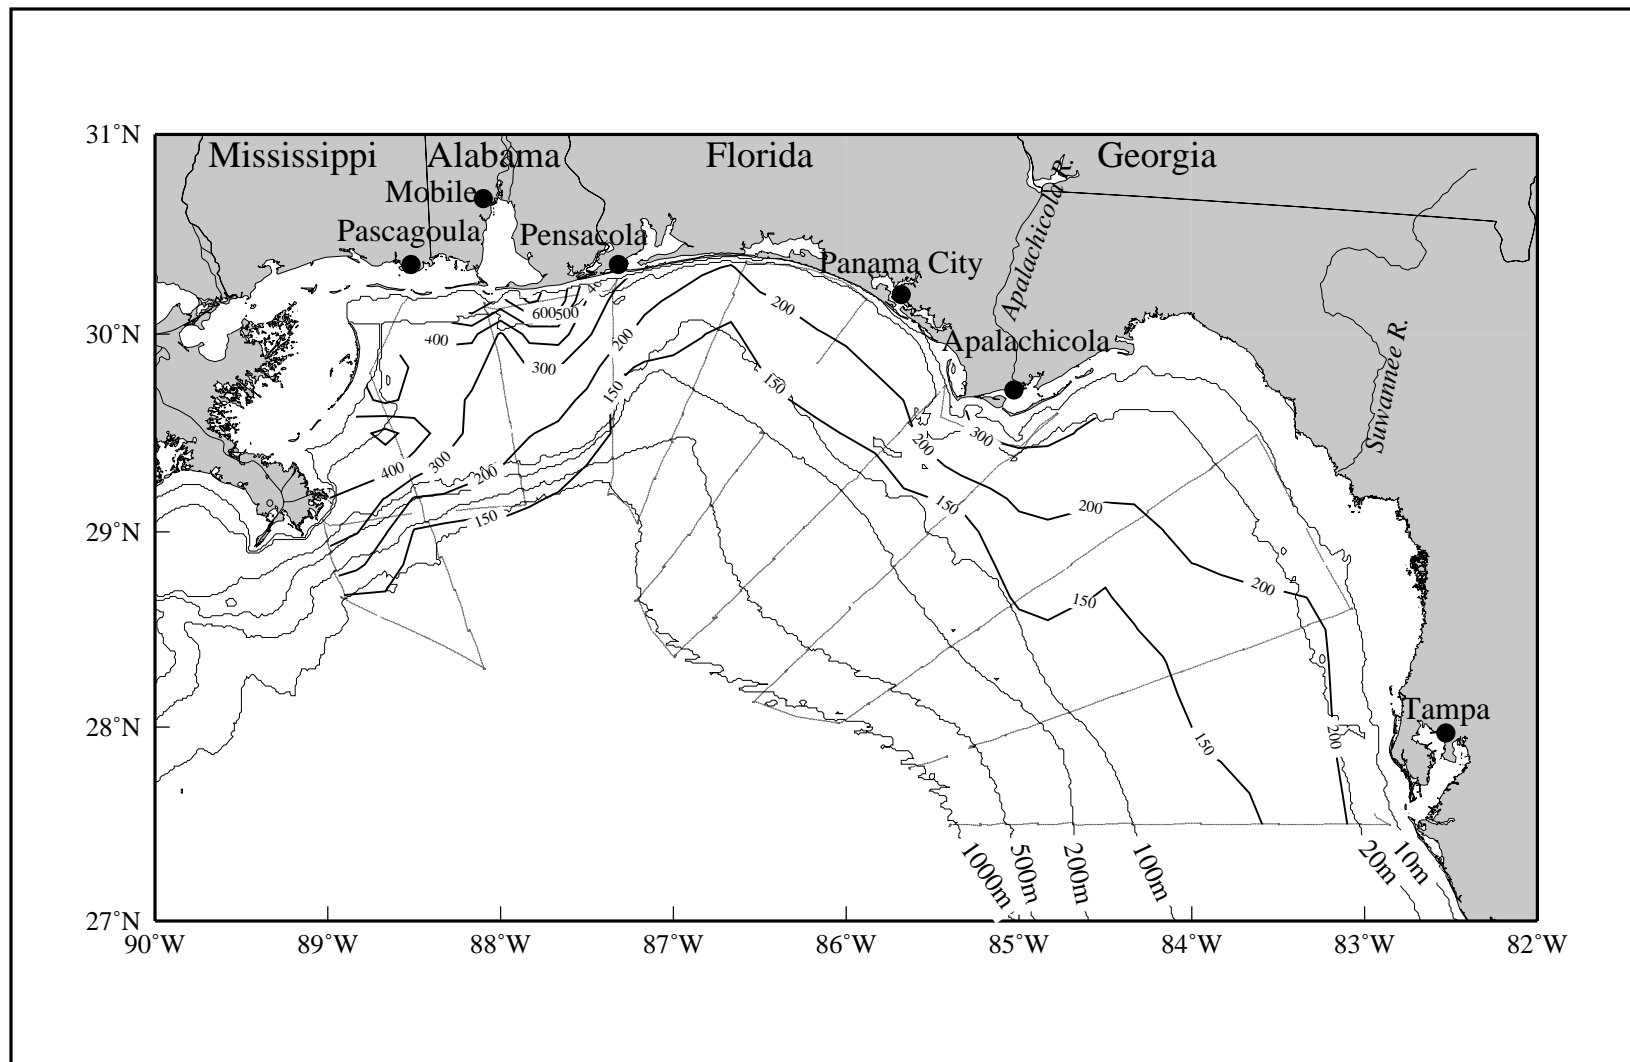 31°N
Mississippi Alabama Florida Georgia
Mobile
Apalachicola R.
Pascagoula Pensacola
Panama City
200
600 500
40
30°N
400
200
Apalachicola
Suwannee R.
300
150
150
300
200
400
300
200
150
150
200
29°N
200
150
Tampa
28°N
200
150
1000m
500m
200m
100m
20m
10m
27°N
90°W
89°W
88°W
87°W
86°W
85°W
84°W
83°W
82°W